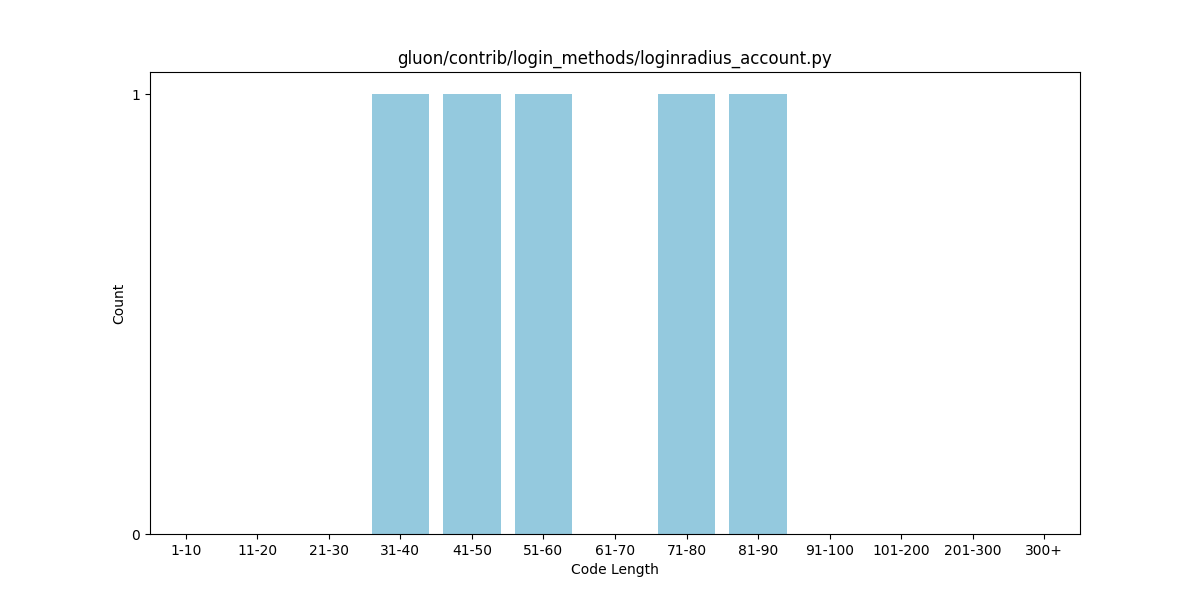 gluon/contrib/login_methods/loginradius_account.py
Count
1
0
1-10 11-20 21-30 31-40 41-50 51-60 61-70 71-80 81-90 91-100 101-200 201-300 300+
Code Length